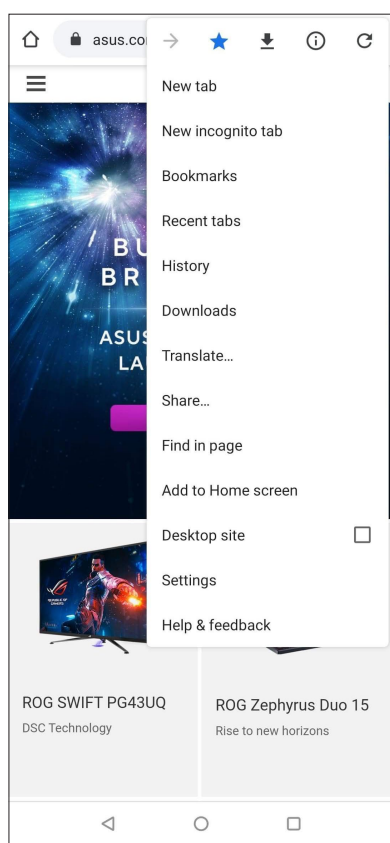 asus.co
New tab
New incognito tab
Bookmarks
Recent tabs
History
Downloads
Translate…
Share…
Find in page
Add to Home screen
Desktop site
Settings
Help & feedback
BU
BR
ASUS
LA
ROG SWIFT PG43UQ
DSC Technology
ROG Zephyrus Duo 15
Rise to new horizons